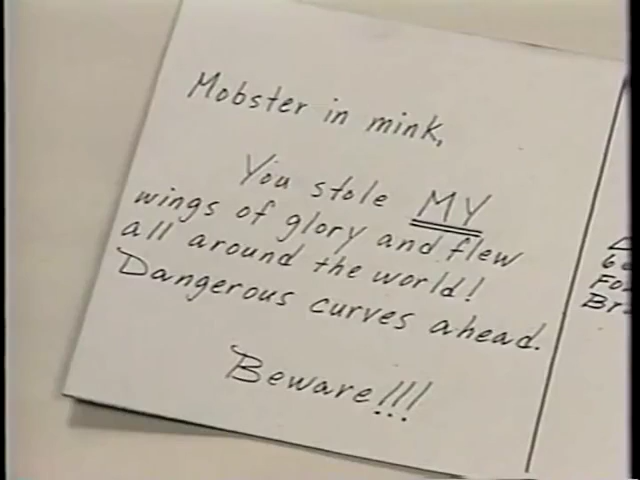 Mobster in mink,
You stole MY
wings of glory and flew
all around the world!
Dangerous curves ahead.
Beware!!!